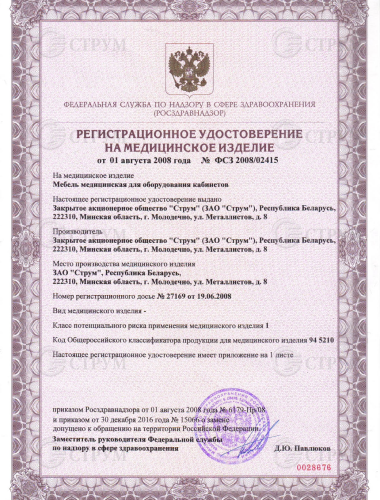 СТРУМ
СТРУМ
ФЕДЕРАЛЬНАЯ СЛУЖБА ПО НАДЗОРУ В СФЕРЕ ЗДРАВООХРАНЕНИЯ
(РОСЗДРАВНАДЗОР)
РЕГИСТРАЦИОННОЕ УДОСТОВЕРЕНИЕ
НА МЕДИЦИНСКОЕ ИЗДЕЛИЕ
от 01 августа 2008 года № ФСЗ 2008/02415
На медицинское изделие
Мебель медицинская для оборудования кабинетов
Настоящее регистрационное удостоверение выдано
Закрытое акционерное общество "Струм" (ЗАО "Струм"), Республика Беларусь,
222310, Минская область, г. Молодечно, ул. Металлистов, д. 8
Производитель
Закрытое акционерное общество "Струм" (ЗАО "Струм"), Республика Беларусь,
222310, Минская область, г. Молодечно, ул. Металлистов, д. 8
Место производства медицинского изделия
ЗАО "Струм", Республика Беларусь,
222310, Минская область, г. Молодечно, ул. Металлистов, д. 8
Номер регистрационного досье № 27169 от 19.06.2008
Вид медицинского изделия -
Класс потенциального риска применения медицинского изделия 1
Код Общероссийского классификатора продукции для медицинского изделия 94 5210
Настоящее регистрационное удостоверение имеет приложение на 1 листе
приказом Росздравнадзора от 01 августа 2008 года № 6179-Пр/08
и приказом от 30 декабря 2016 года № 15066 о замене
допущено к обращению на территории Российской Федерации.
Заместитель руководителя Федеральной службы
по надзору в сфере здравоохранения
Д.Ю. Павлюков
0028676